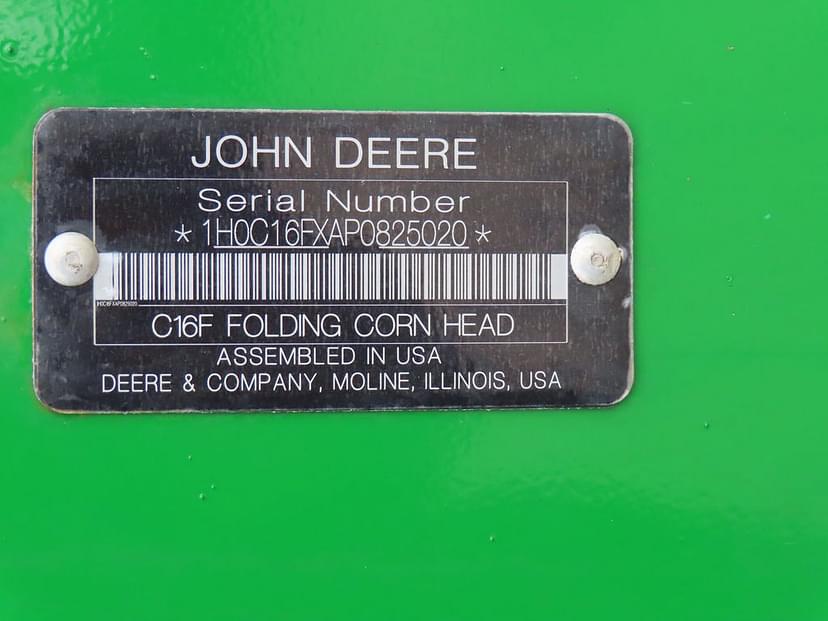 JOHN DEERE
Serial Number
*1H0C16FXAP0825020*
C16F FOLDING CORN HEAD
ASSEMBLED IN USA
DEERE & COMPANY, MOLINE, ILLINOIS, USA